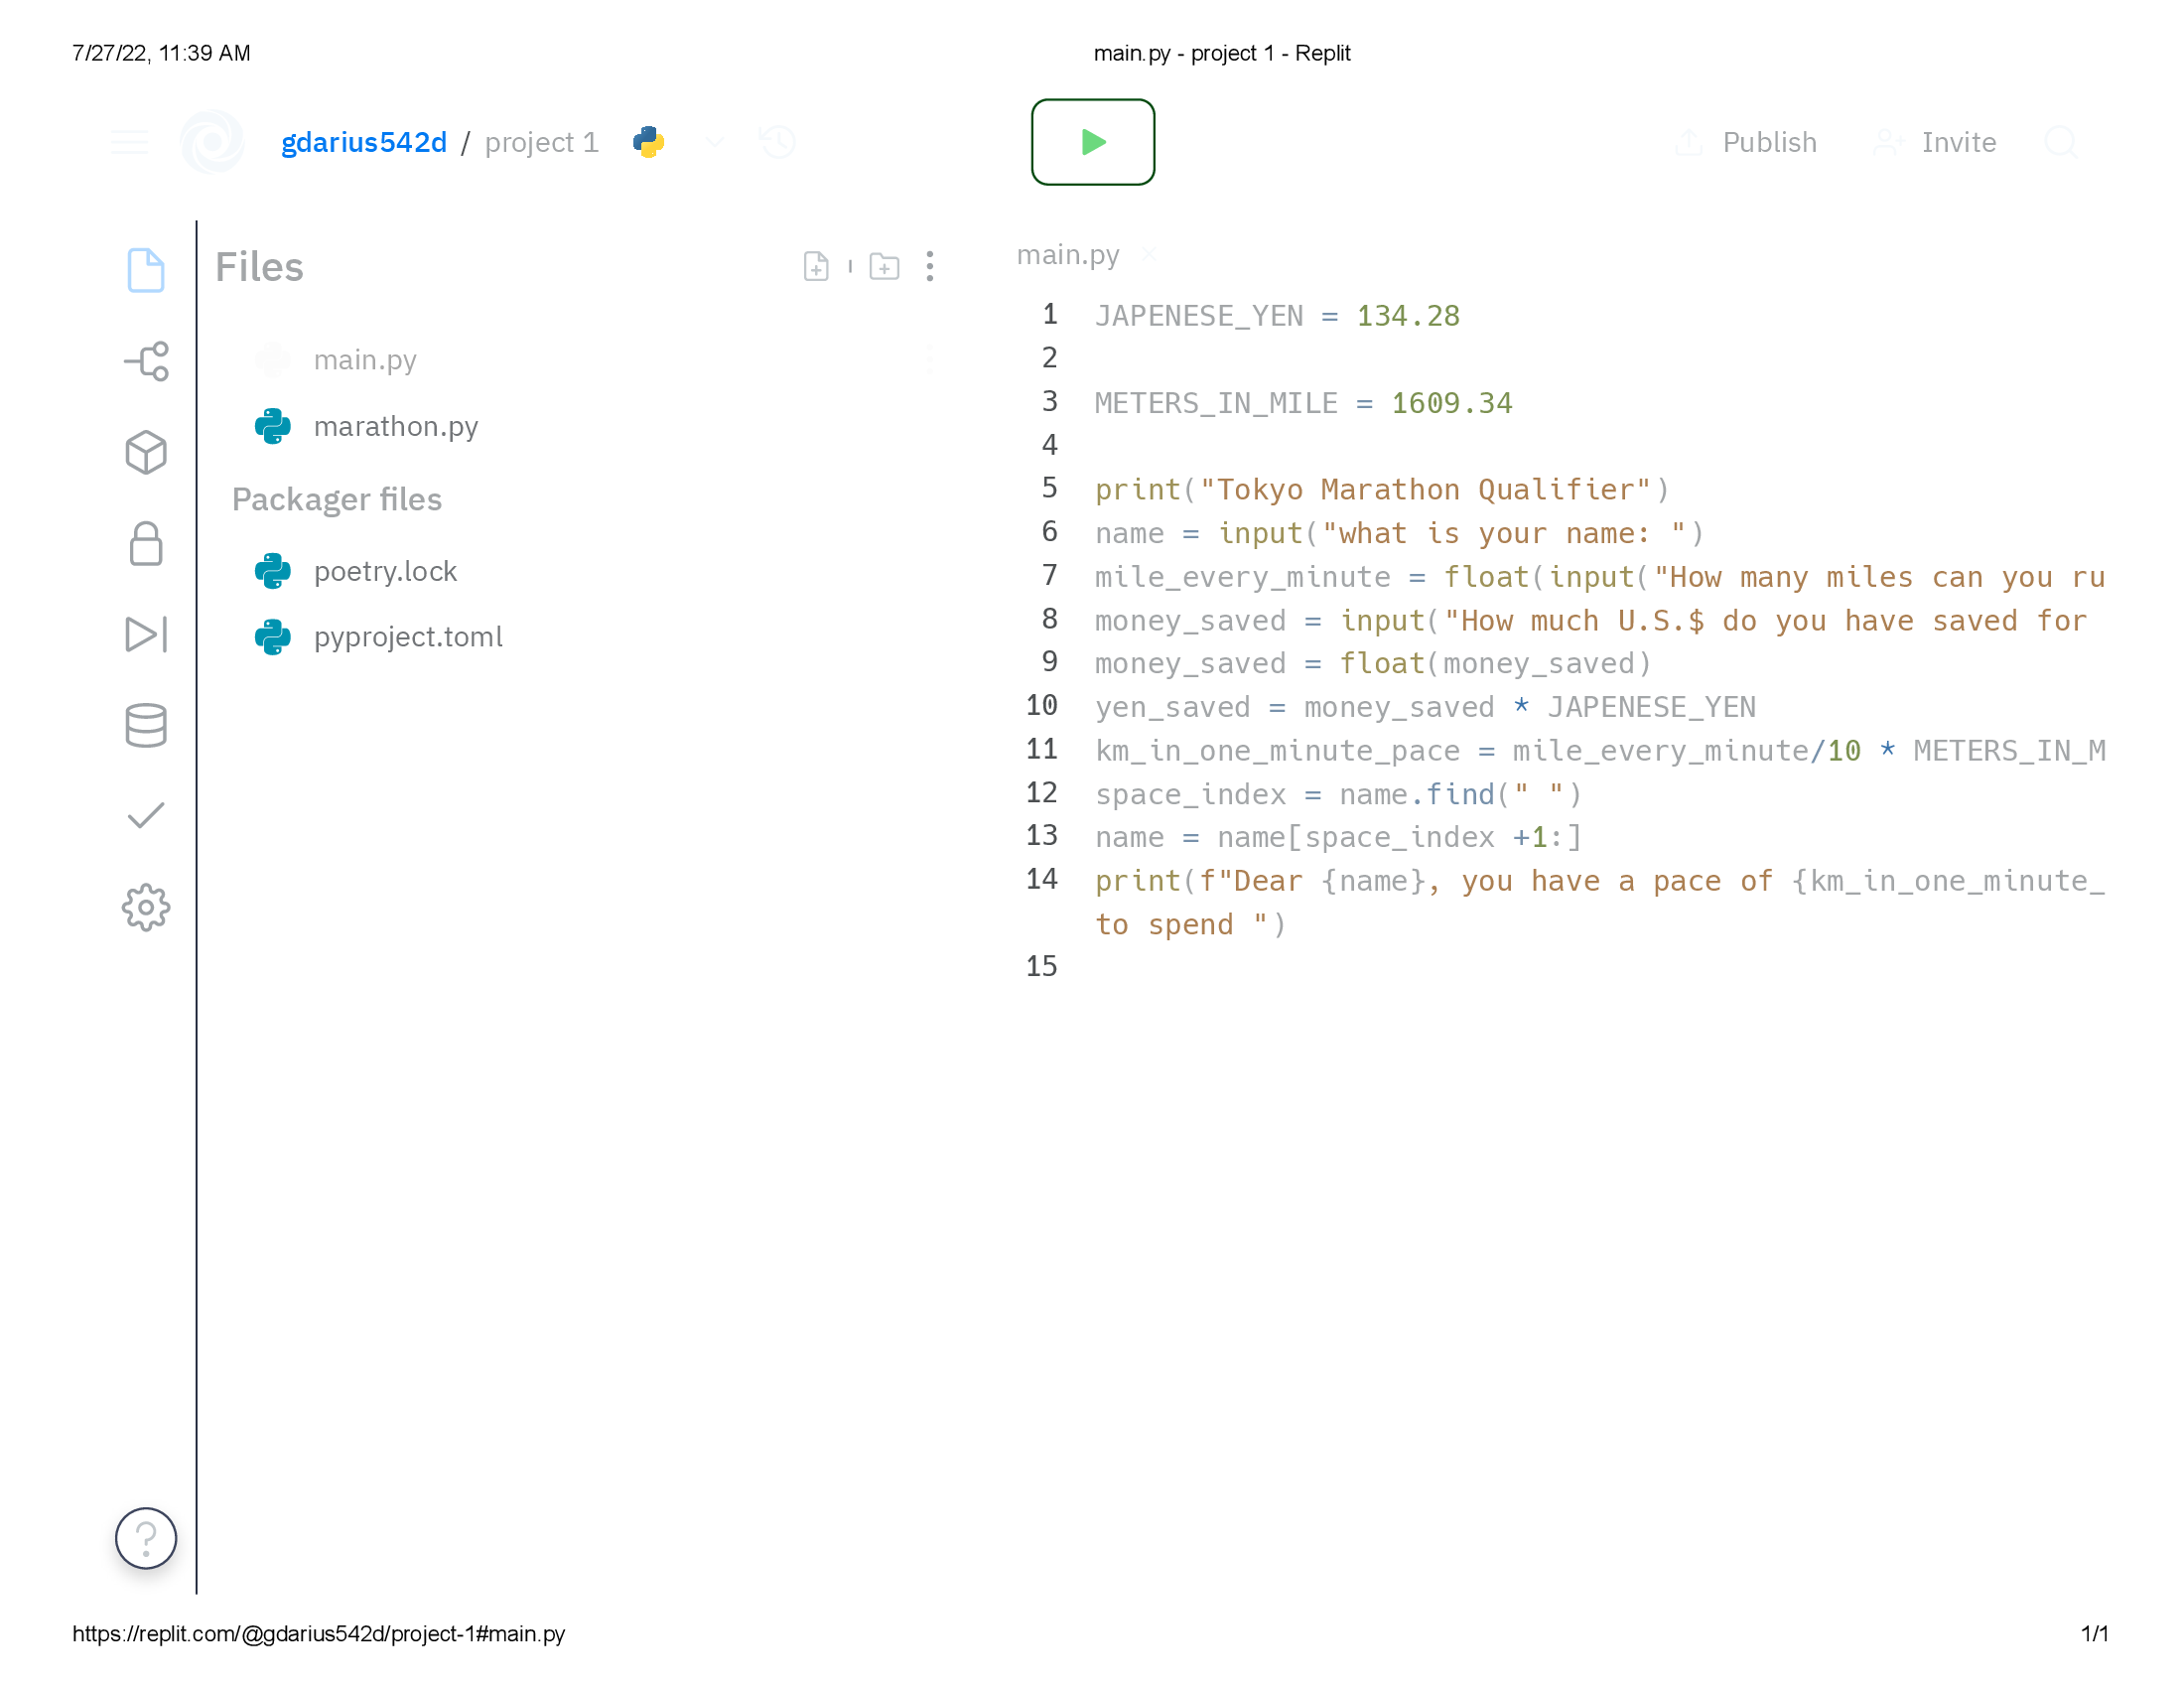 7/27/22, 11:39 AM
main.py - project 1 - Replit
gdarius542d / project 1
Publish
Invite
Files
main.py
marathon.py
Packager files
poetry.lock
pyproject.toml
main.py
1 JAPENESE_YEN = 134.28
2
3 METERS_IN_MILE = 1609.34
4
5 print("Tokyo Marathon Qualifier")
6 name = input("what is your name: ")
7 mile_every_minute = float(input("How many miles can you ru
8 money_saved = input("How much U.S.$ do you have saved for
9 money_saved = float(money_saved)
10 yen_saved = money_saved * JAPENESE_YEN
11 km_in_one_minute_pace = mile_every_minute/10 * METERS_IN_M
12 space_index = name.find(" ")
13 name = name[space_index +1:]
14 print(f"Dear {name}, you have a pace of {km_in_one_minute_
to spend ")
15
?
https://replit.com/@gdarius542d/project-1#main.py
1/1